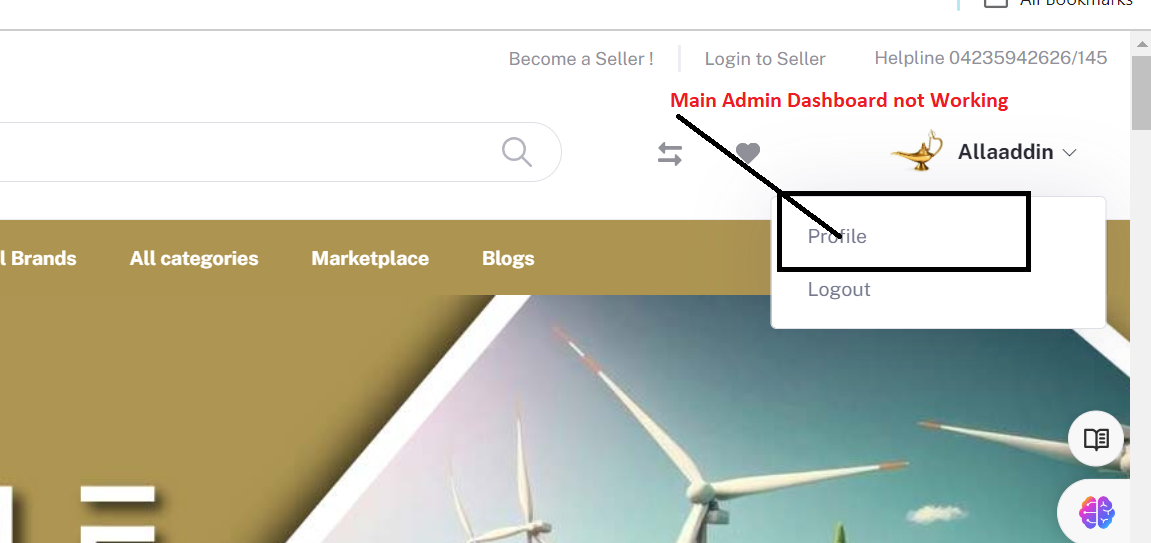 All Bookmarks
Become a Seller !
Login to Seller
Helpline 04235942626/145
Main Admin Dashboard not Working
Allaaddin
Profile
Logout
l Brands
All categories
Marketplace
Blogs